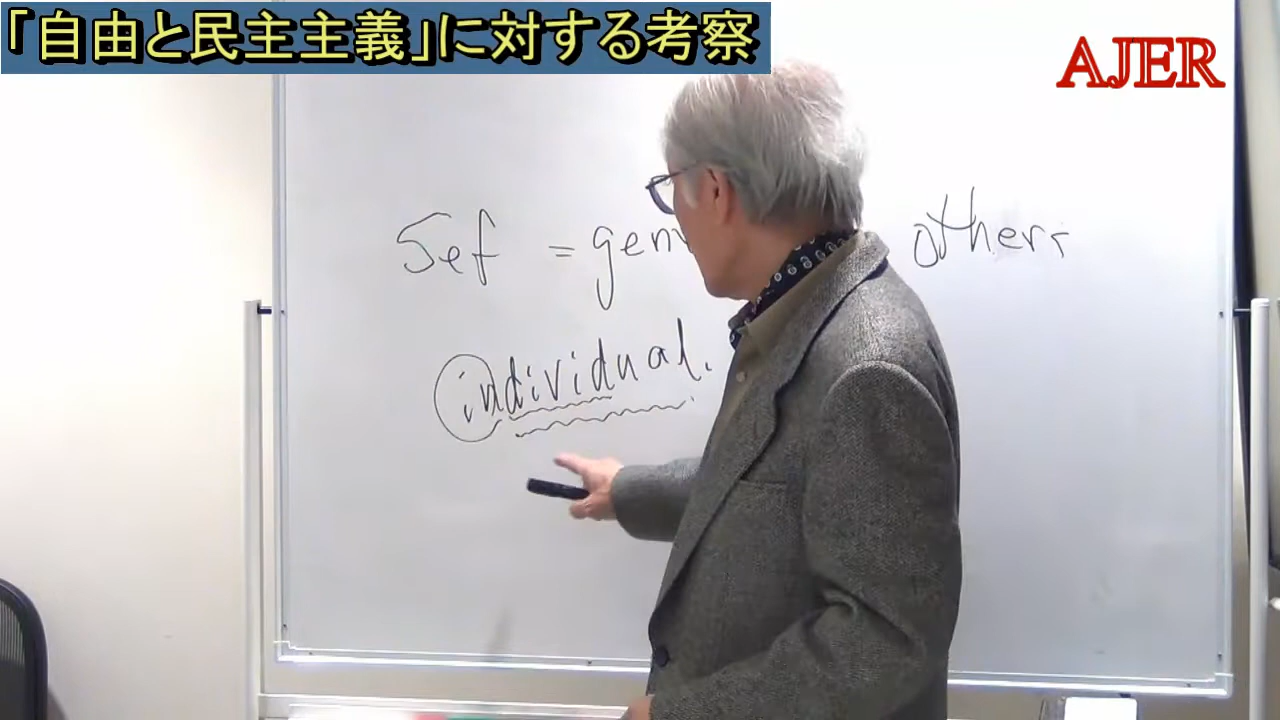 「自由と民主主義」に対する考察
AJER
Sef = gen others
individual.